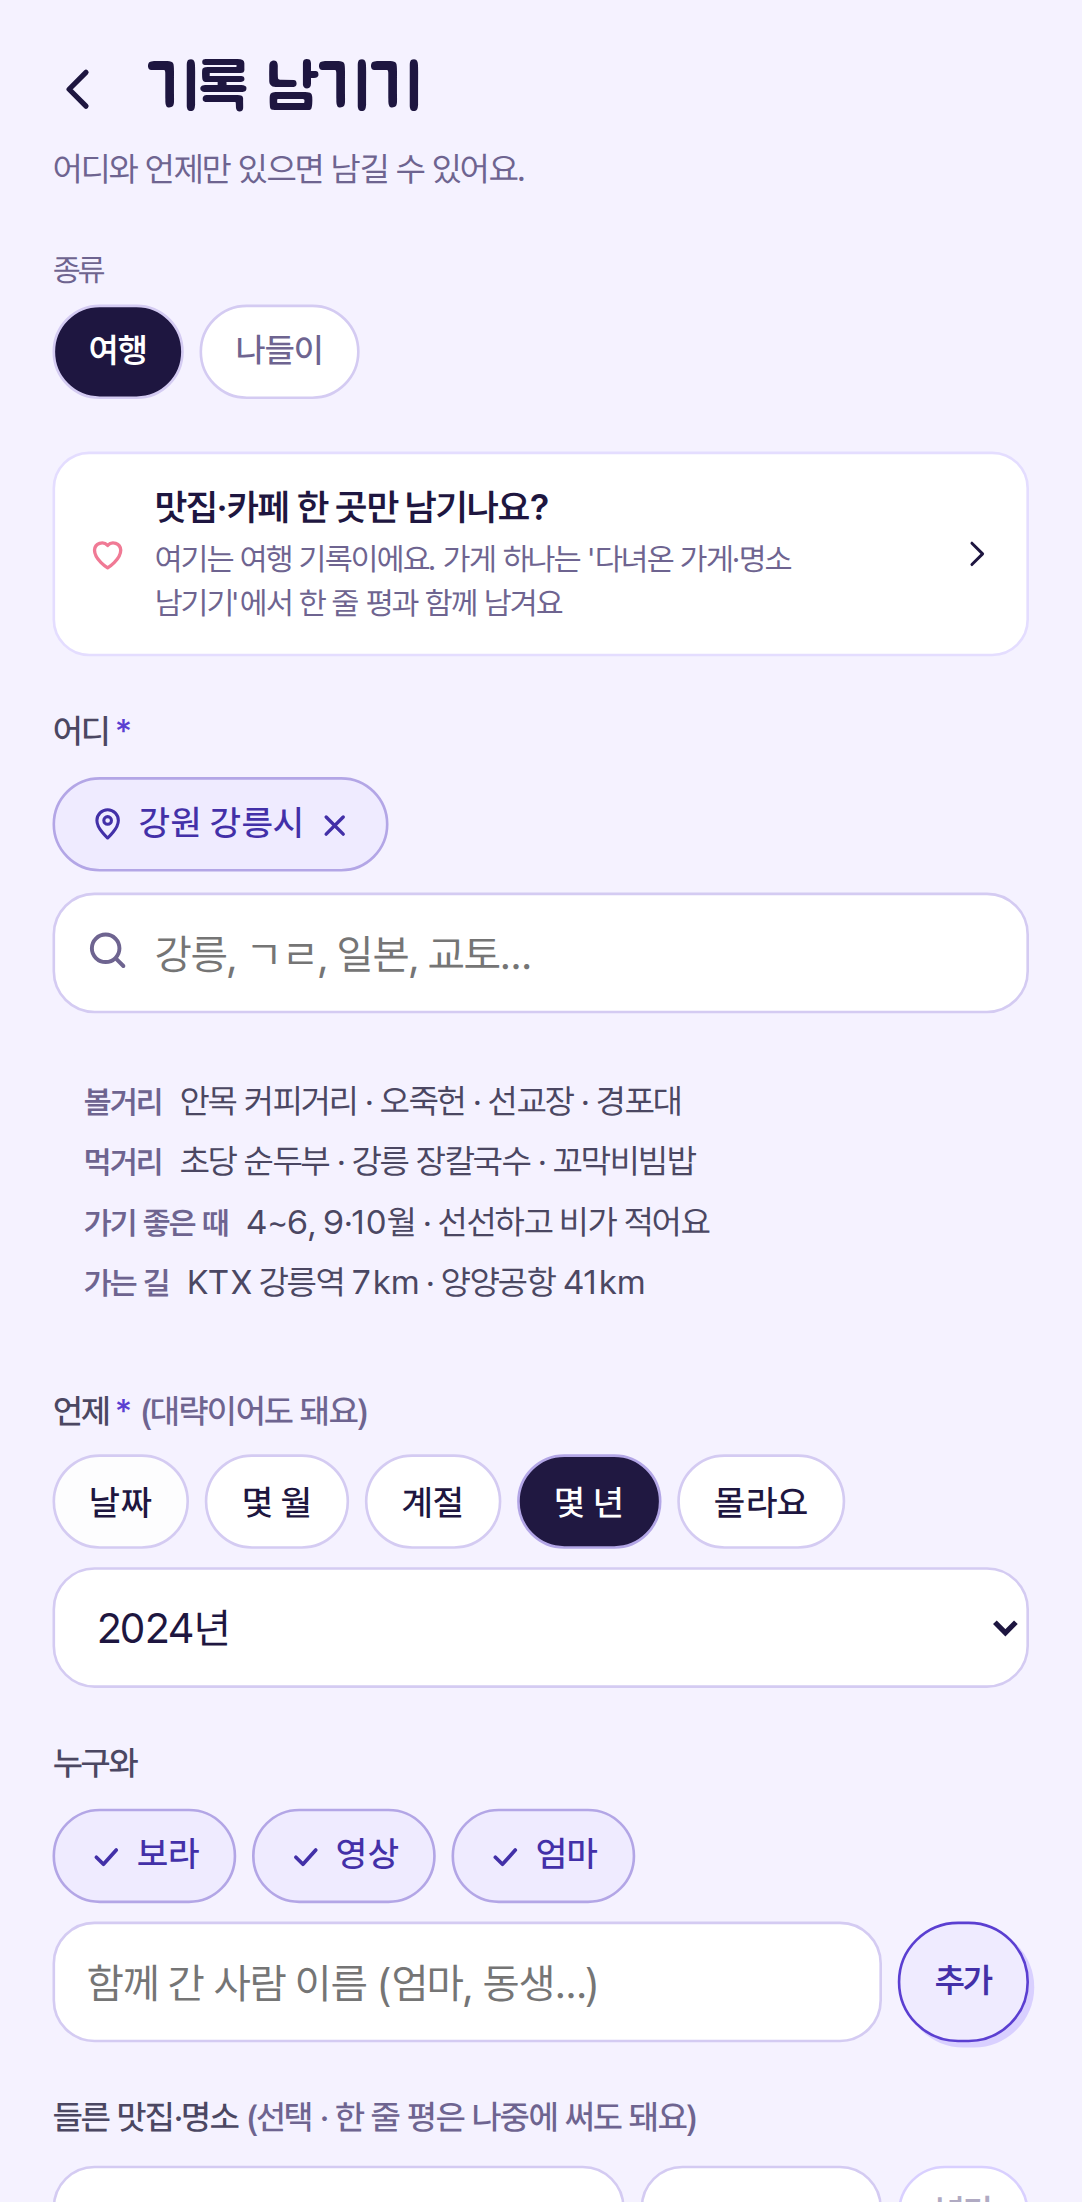 기록 남기기
어디와 언제만 있으면 남길 수 있어요.
종류
여행 나들이
맛집·카페 한 곳만 남기나요?
여기는 여행 기록이에요. 가게 하나는 '다녀온 가게·명소
남기기'에서 한 줄 평과 함께 남겨요
어디 *
강원 강릉시
강릉, ㄱㄹ, 일본, 교토...
볼거리 안목 커피거리 · 오죽헌 · 선교장 · 경포대
먹거리 초당 순두부 · 강릉 장칼국수 · 꼬막비빔밥
가기 좋은 때 4~6, 9·10월 · 선선하고 비가 적어요
가는 길 KTX 강릉역 7km · 양양공항 41km
언제 * (대략이어도 돼요)
날짜 몇 월 계절 몇 년 몰라요
2024년
누구와
보라 영상 엄마
함께 간 사람 이름 (엄마, 동생...) 추가
들른 맛집·명소 (선택 · 한 줄 평은 나중에 써도 돼요)